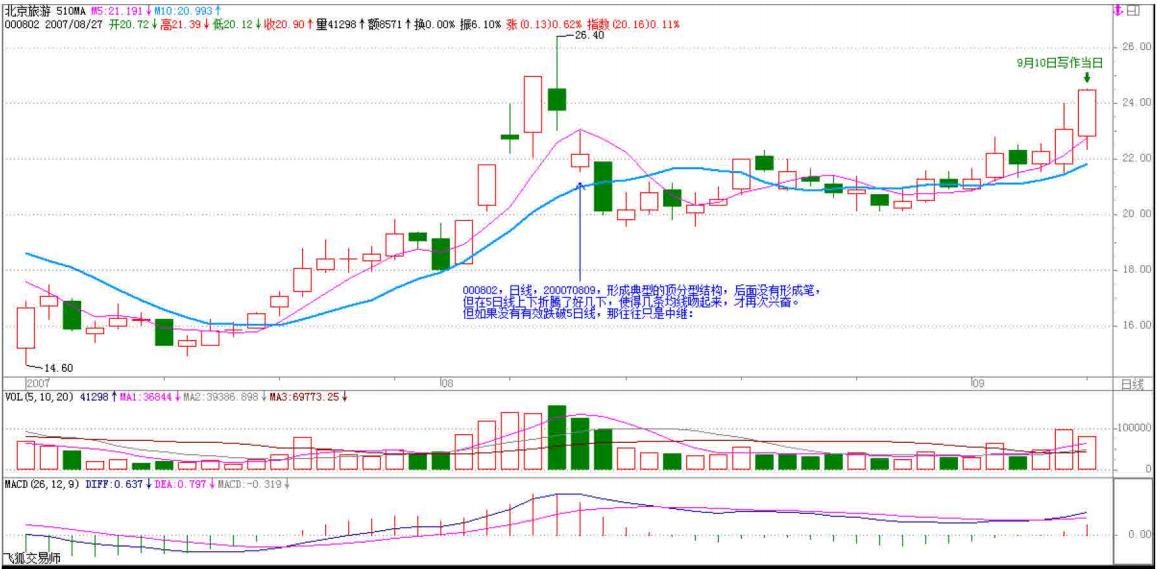 北京旅游 510MA M5:21.191↓M10:20.993↑
000802 2007/08/27 开20.72↓高21.39↓低20.12↓收20.90↑量41298↑额8571↑换0.00% 振6.10% 涨(0.13)0.62% 指数(20.16)0.11%
26.40
26.00
9月10日写作当日
24.00
22.00
20.00
18.00
000802，日线，200070809，形成典型的顶分型结构，后面没有形成笔，
但在5日线上下折腾了好几下，使得几条均线吻起来，才再次兴奋。
但如果没有有效跌破5日线，那往往只是中继：
16.00
14.60
2007 08 09 日线
VOL(5,10,20) 41298↑MA1:36844↓MA2:39386.898↓MA3:69773.25↓
100000
0
MACD(26,12,9) DIFF:0.637↓DEA:0.797↓MACD:-0.319↓
0.00
飞狐交易师